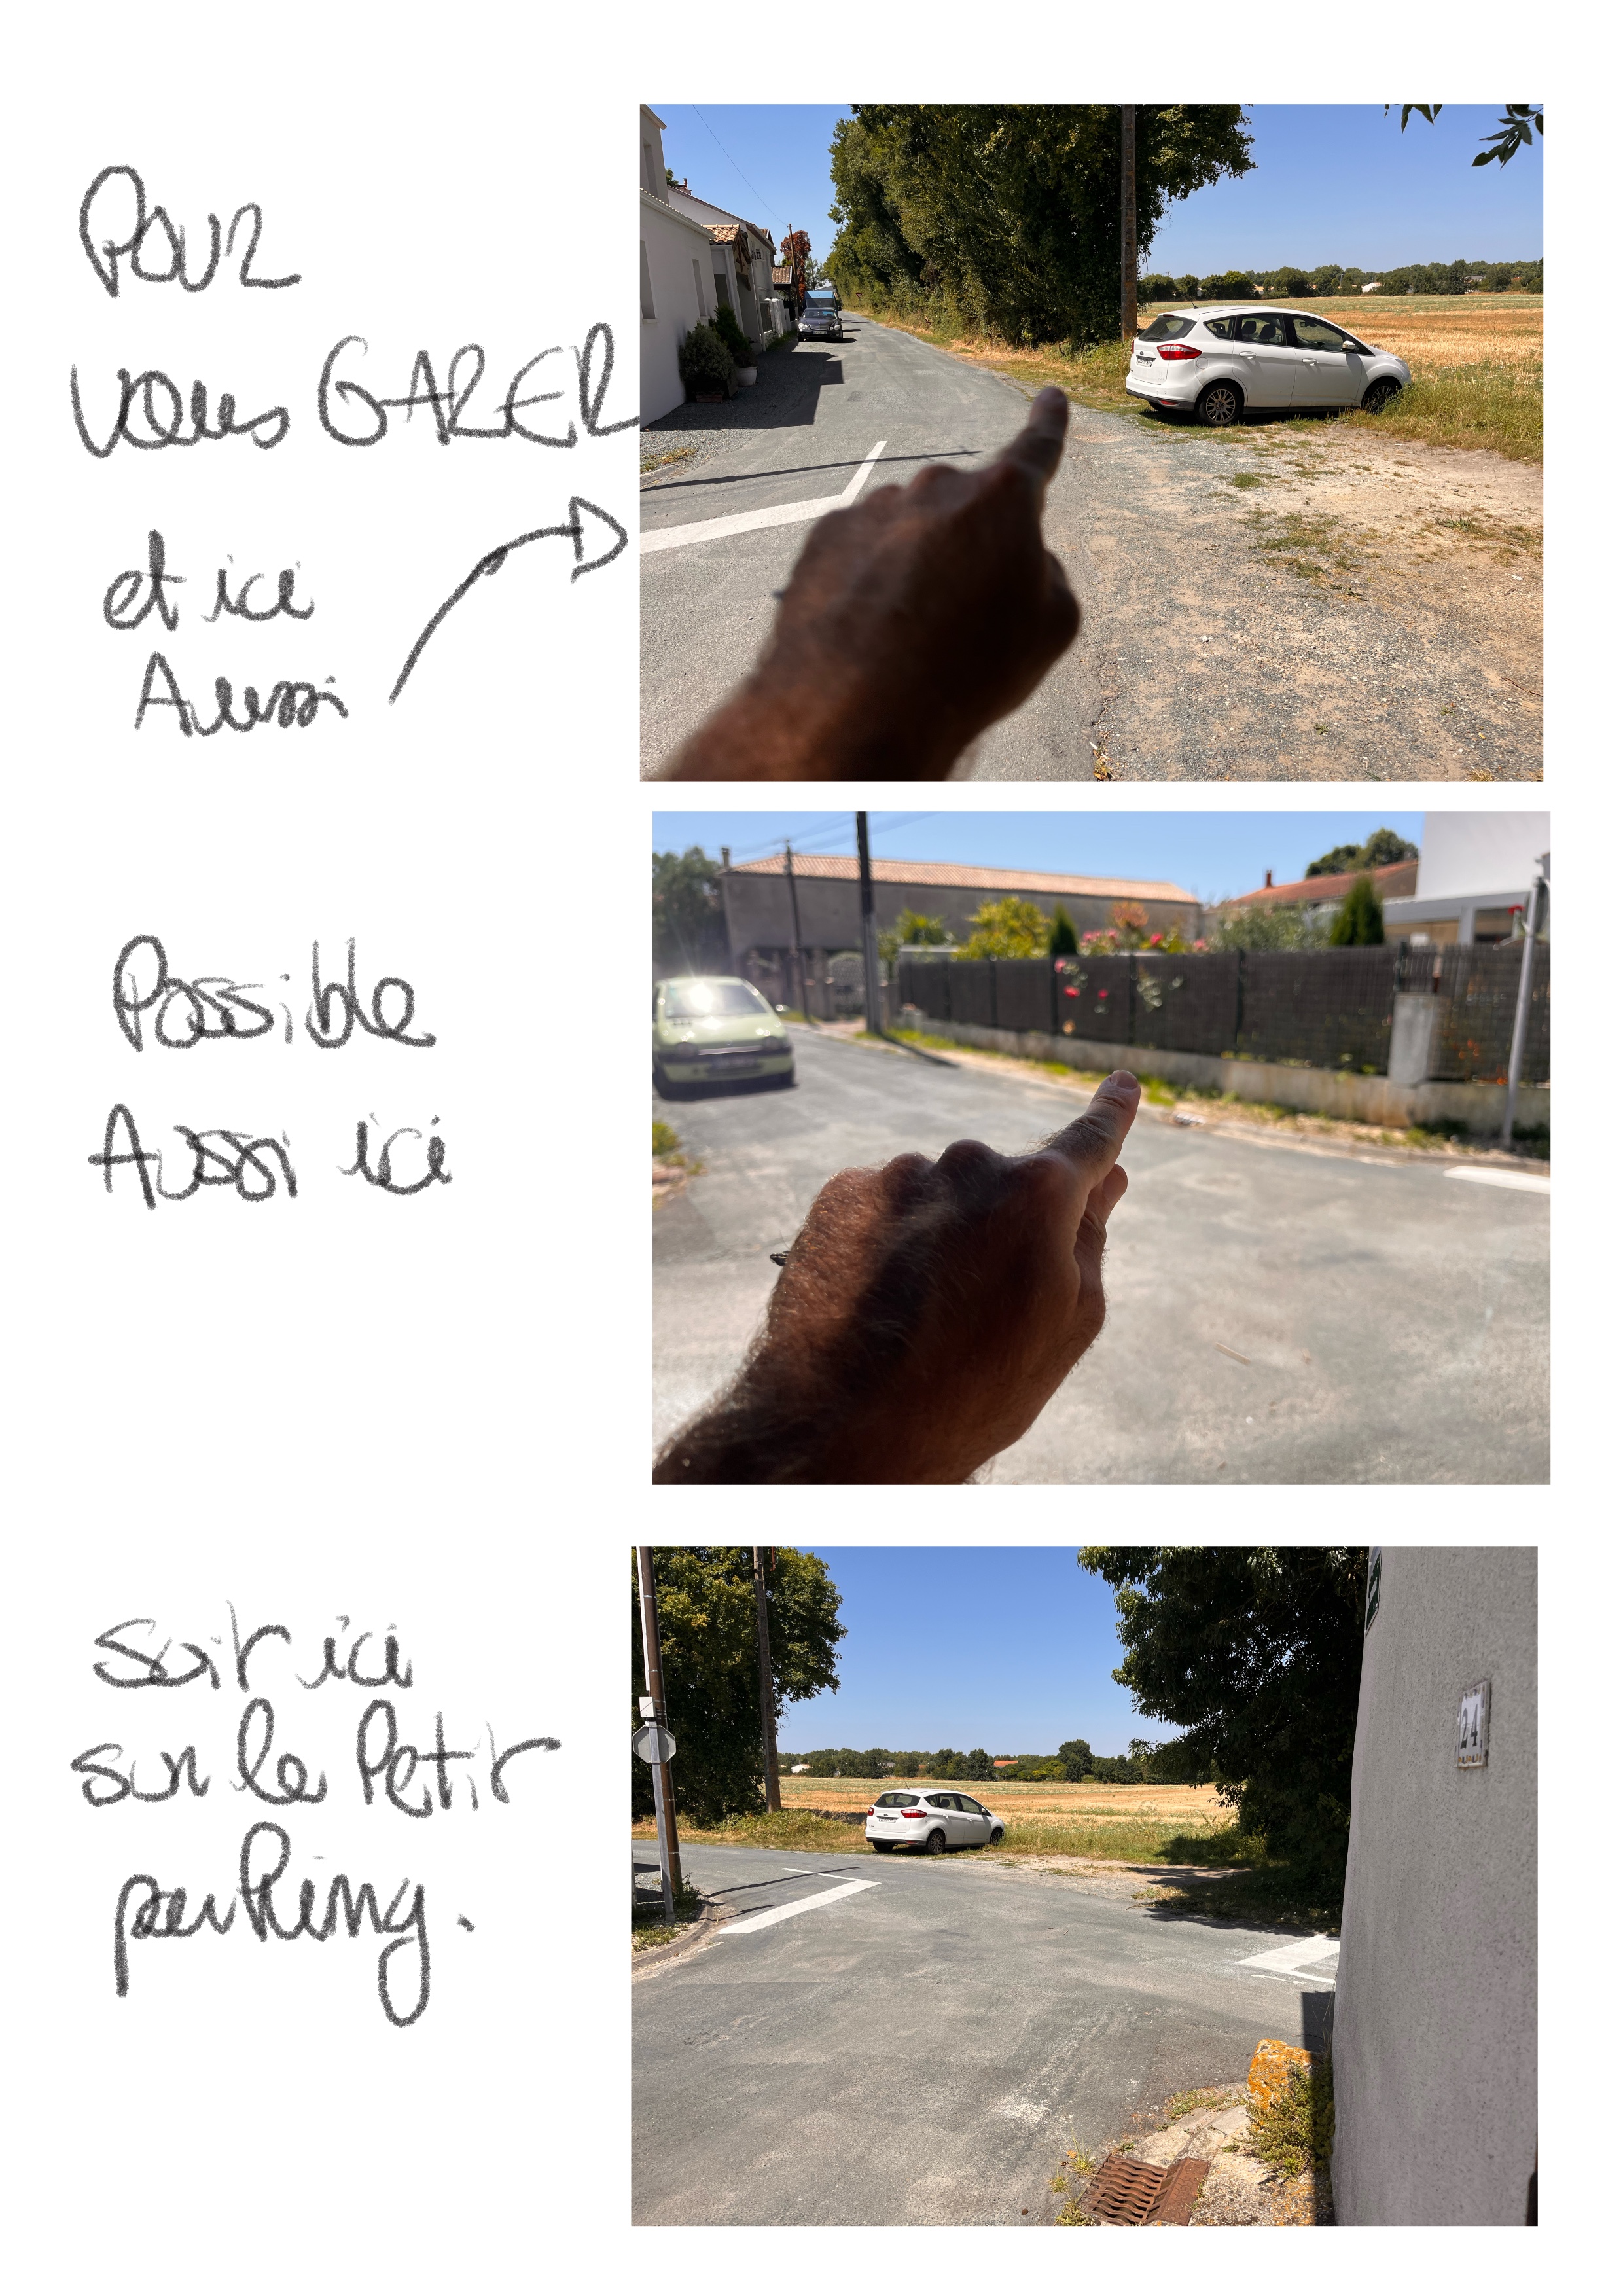 Pour
vous GARER
et ici
Aussi
Possible
Aussi ici
soit ici
sur le Petit
parking.
24